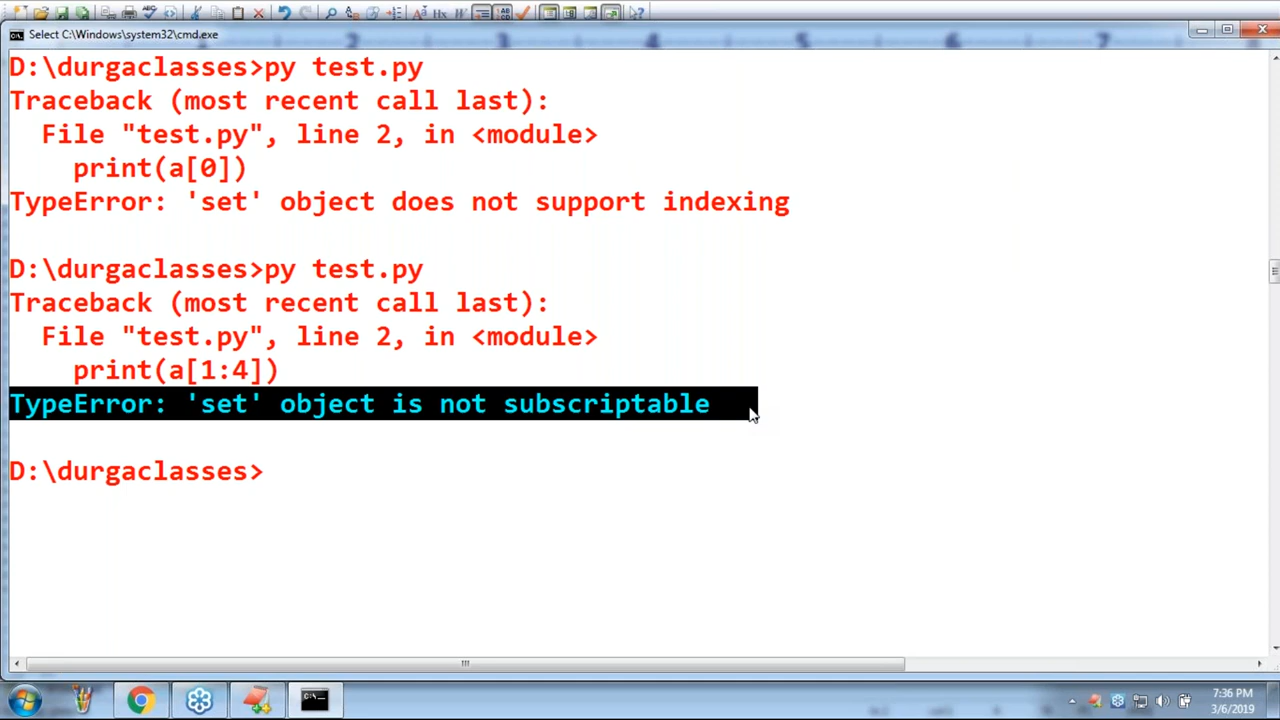 Select C:\Windows\system32\cmd.exe
D:\durgaclasses>py test.py
Traceback (most recent call last):
  File "test.py", line 2, in <module>
    print(a[0])
TypeError: 'set' object does not support indexing
D:\durgaclasses>py test.py
Traceback (most recent call last):
  File "test.py", line 2, in <module>
    print(a[1:4])
TypeError: 'set' object is not subscriptable
D:\durgaclasses>
7:36 PM
3/6/2019